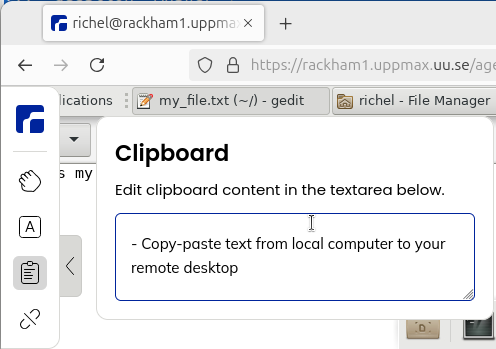 richel@rackham1.uppma
https://rackham1.uppmax.uu.se/age
lications
my_file.txt (~/) - gedit
richel - File Manager
Clipboard
s my
Edit clipboard content in the textarea below.
A
- Copy-paste text from local computer to your
remote desktop
D